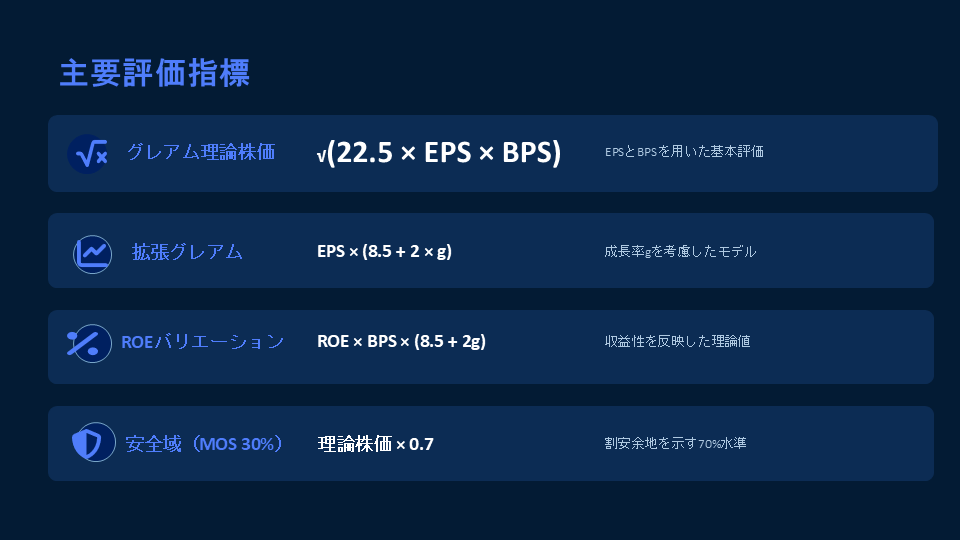 主要評価指標
グレアム理論株価 √(22.5 × EPS × BPS) EPSとBPSを用いた基本評価
拡張グレアム EPS × (8.5 + 2 × g) 成長率gを考慮したモデル
ROEバリエーション ROE × BPS × (8.5 + 2g) 収益性を反映した理論値
安全域（MOS 30%） 理論株価 × 0.7 割安余地を示す70%水準